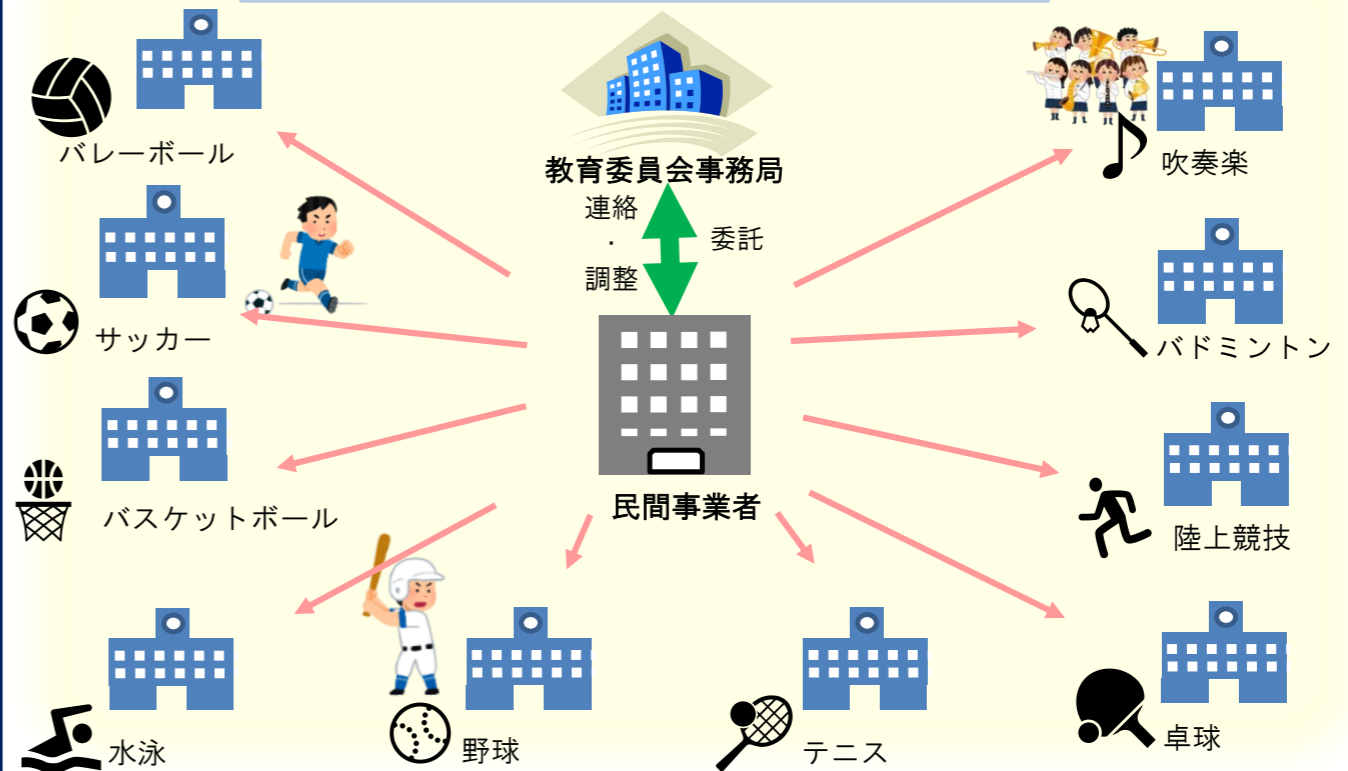 教育委員会事務局
連絡
・
調整
委託
民間事業者
バレーボール
サッカー
バスケットボール
水泳
野球
テニス
卓球
陸上競技
バドミントン
吹奏楽